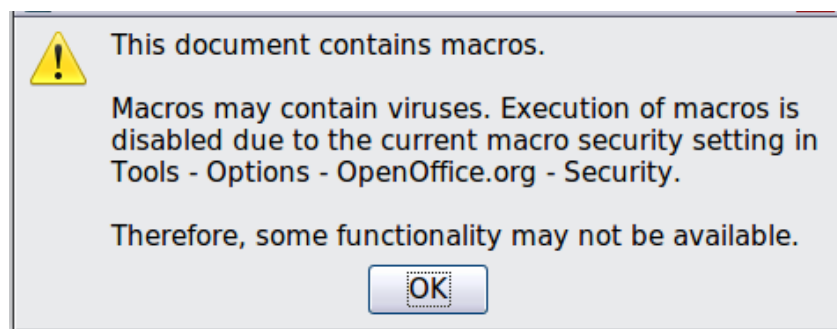 This document contains macros.
Macros may contain viruses. Execution of macros is
disabled due to the current macro security setting in
Tools - Options - OpenOffice.org - Security.
Therefore, some functionality may not be available.
OK